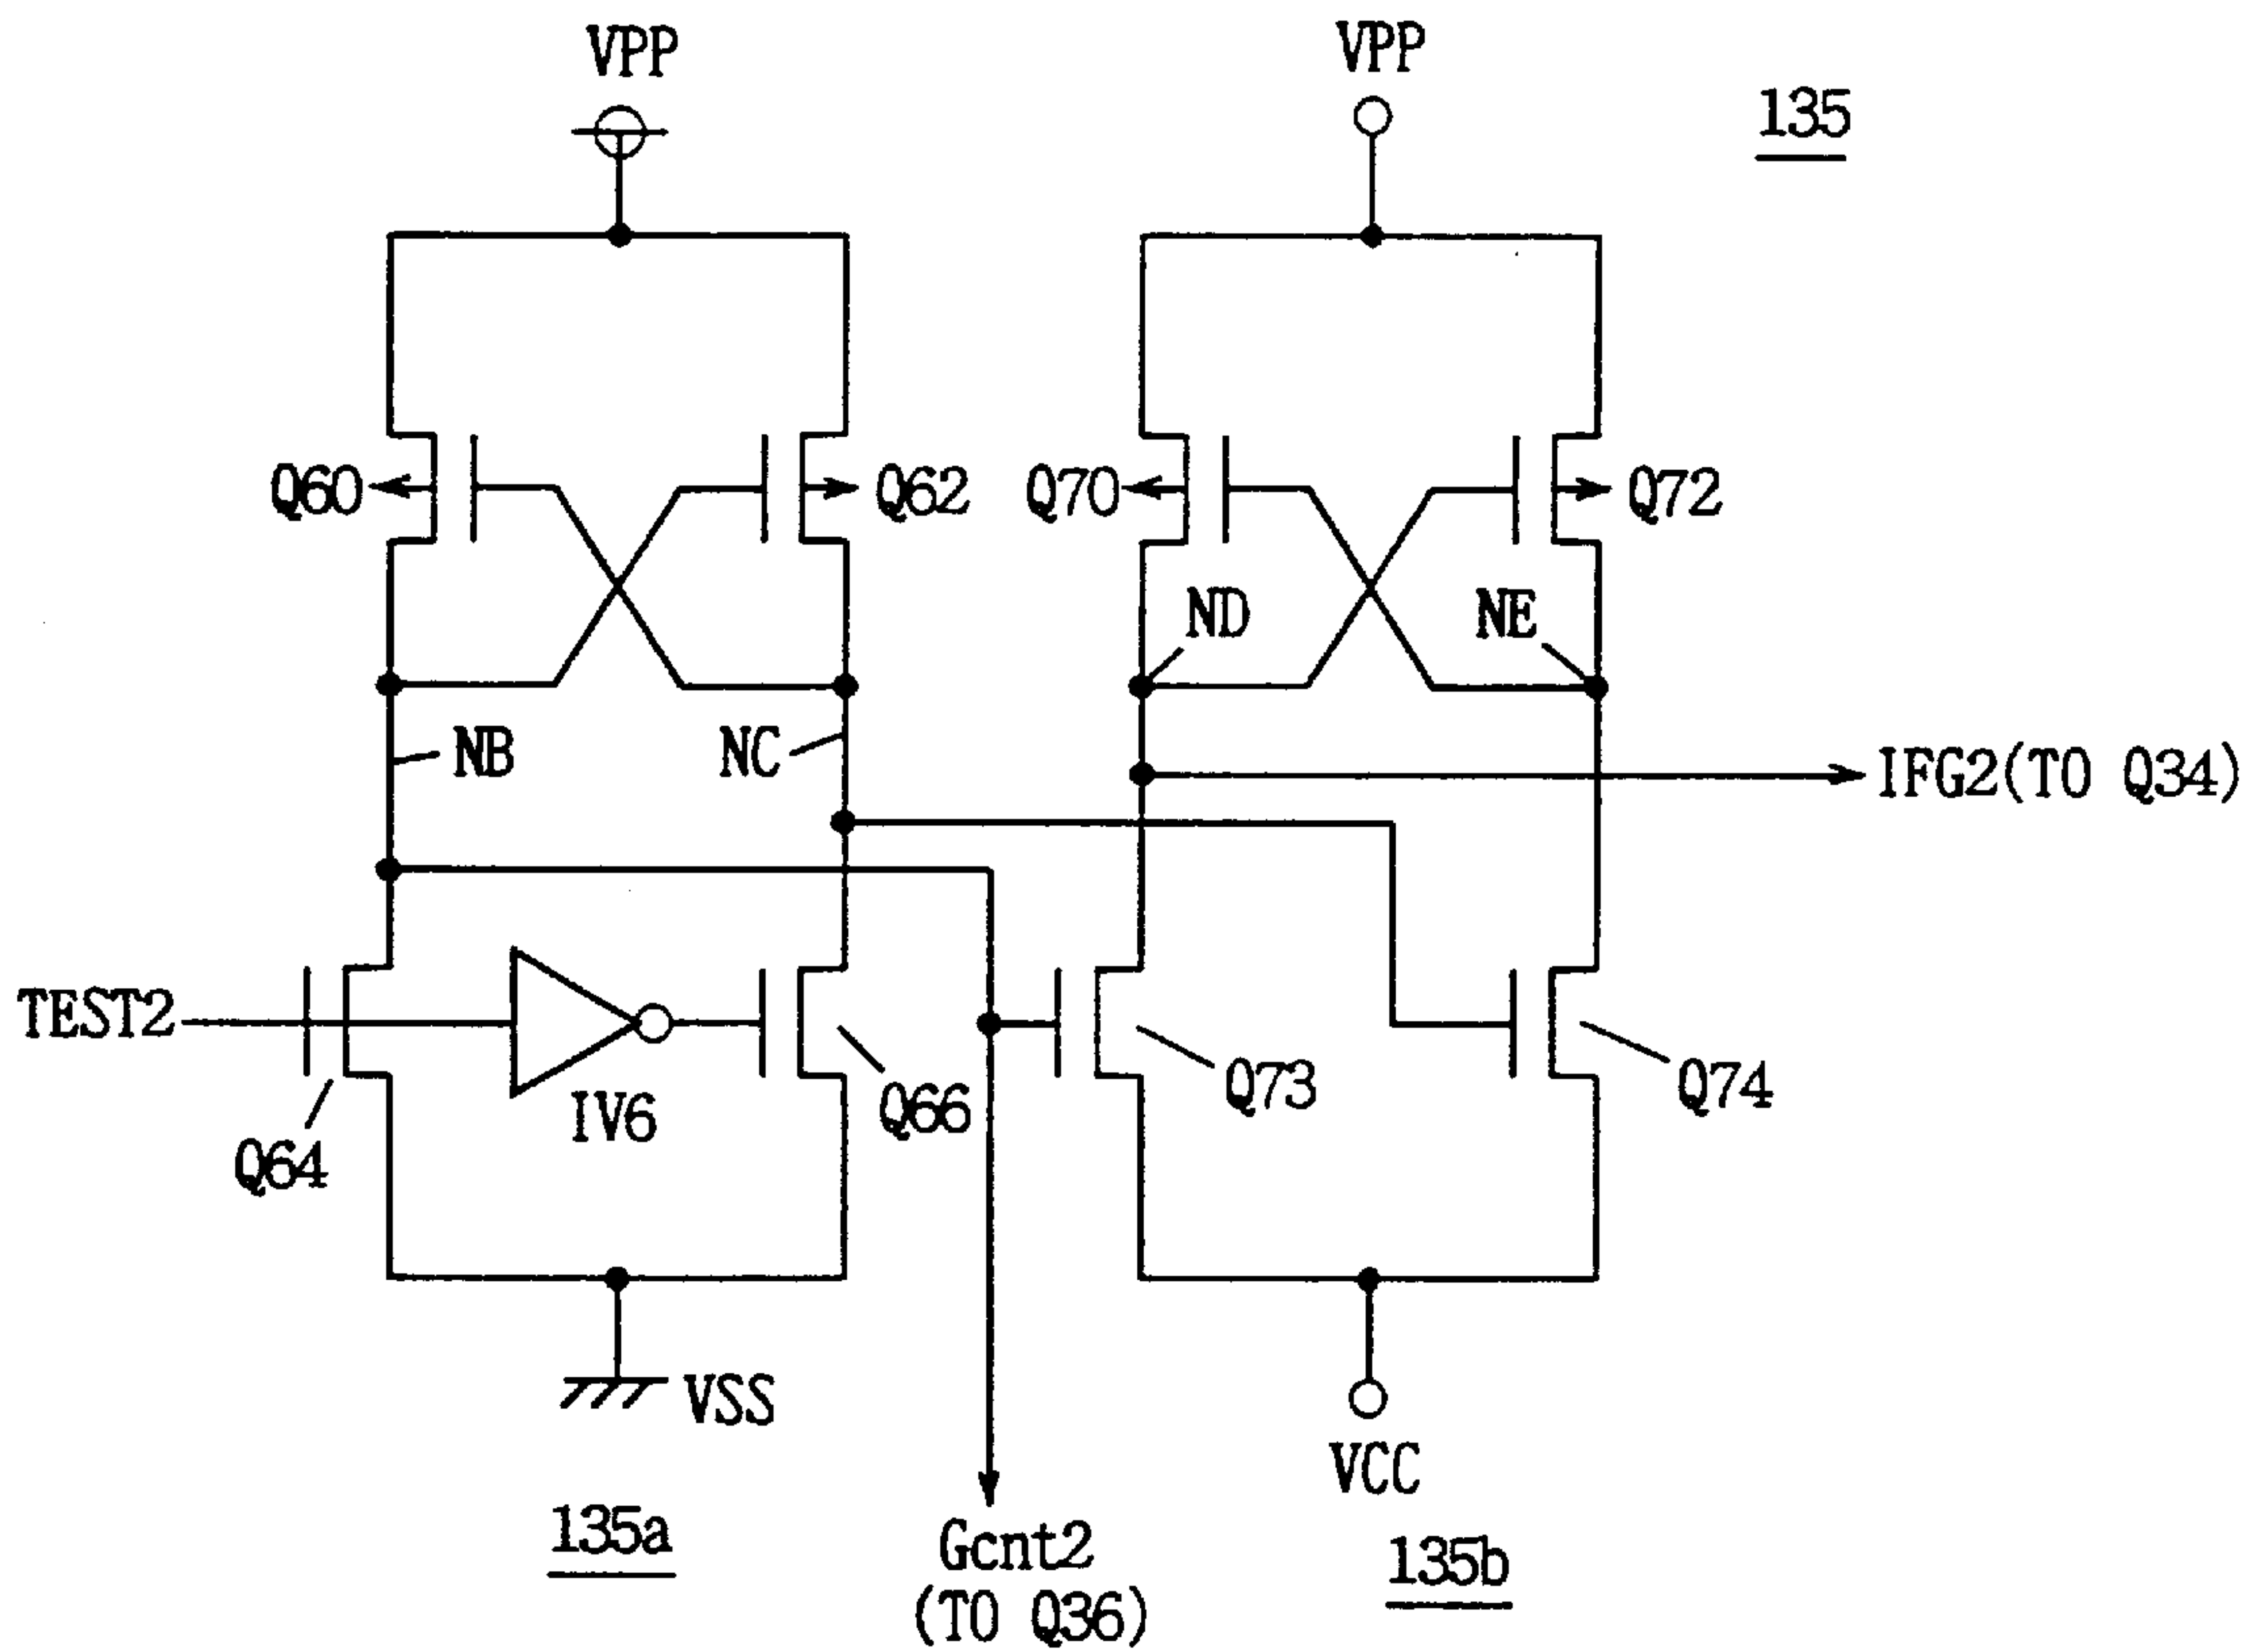 VPP
VPP
135
Q60
Q62
Q70
Q72
ND
NE
NB
NC
IFG2(TO Q34)
TEST2
IV6
Q66
Q73
Q74
Q64
VSS
VCC
135a
Gcnt2
(TO Q36)
135b